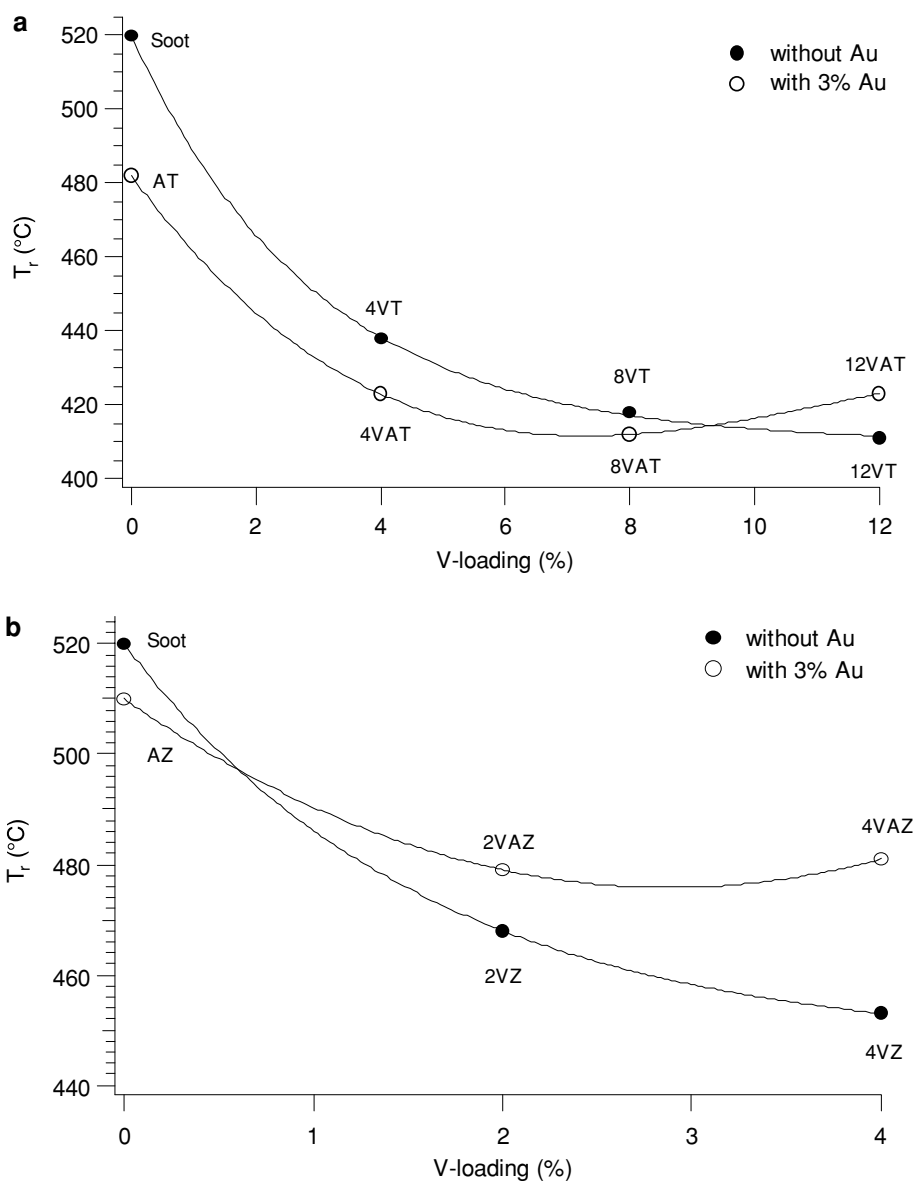 a
520
Soot
without Au
with 3% Au
500
480
AT
460
Tr (°C)
440
4VT
420
4VAT
8VT
8VAT
12VAT
12VT
400
0 2 4 6 8 10 12
V-loading (%)
b
520
Soot
without Au
with 3% Au
AZ
500
480
2VAZ
4VAZ
Tr (°C)
460
2VZ
4VZ
440
0 1 2 3 4
V-loading (%)